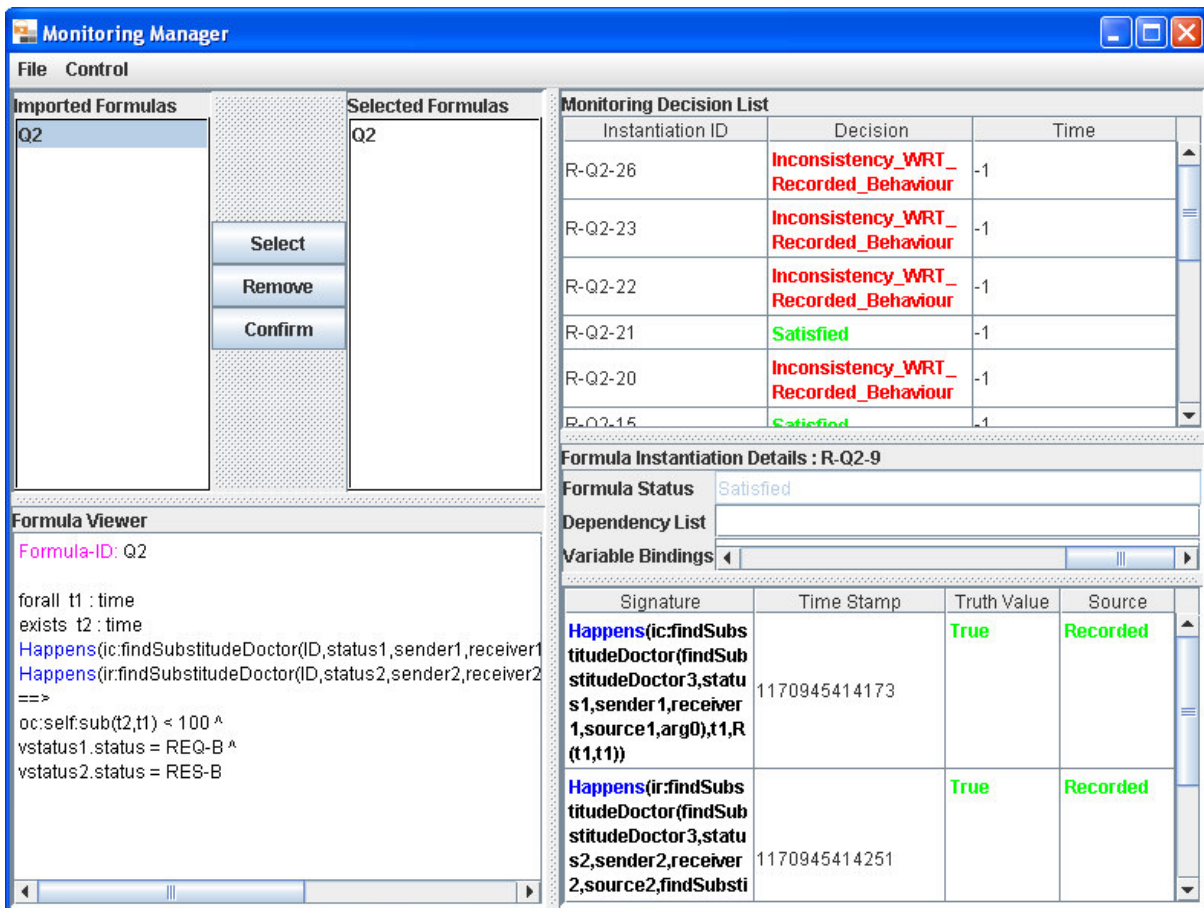 Monitoring Manager
File Control
Imported Formulas
Q2
Select
Remove
Confirm
Selected Formulas
Q2
Formula Viewer
Formula-ID: Q2
forall t1 : time
exists t2 : time
Happens(ic:findSubstitudeDoctor(ID,status1,sender1,receiver1
Happens(ir:findSubstitudeDoctor(ID,status2,sender2,receiver2
==>
oc:self:sub(t2,t1) < 100 ^
vstatus1.status = REQ-B ^
vstatus2.status = RES-B
Monitoring Decision List
Instantiation ID Decision Time
R-Q2-26 Inconsistency_WRT_ -1
Recorded_Behaviour
R-Q2-23 Inconsistency_WRT_ -1
Recorded_Behaviour
R-Q2-22 Inconsistency_WRT_ -1
Recorded_Behaviour
R-Q2-21 Satisfied -1
R-Q2-20 Inconsistency_WRT_ -1
Recorded_Behaviour
R-Q2-15 Satisfied -1
Formula Instantiation Details : R-Q2-9
Formula Status Satisfied
Dependency List
Variable Bindings
Signature Time Stamp Truth Value Source
Happens(ic:findSubs True Recorded
titudeDoctor(findSub
stitudeDoctor3,statu
s1,sender1,receiver 1170945414173
1,source1,arg0),t1,R
(t1,t1))
Happens(ir:findSubs True Recorded
titudeDoctor(findSub
stitudeDoctor3,statu
s2,sender2,receiver 1170945414251
2,source2,findSubsti